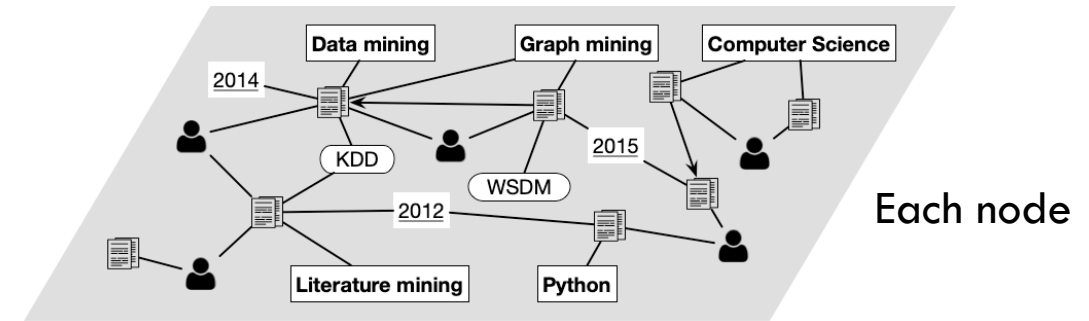 Data mining
Graph mining
Computer Science
2014
KDD
2015
WSDM
Each node
2012
Literature mining
Python